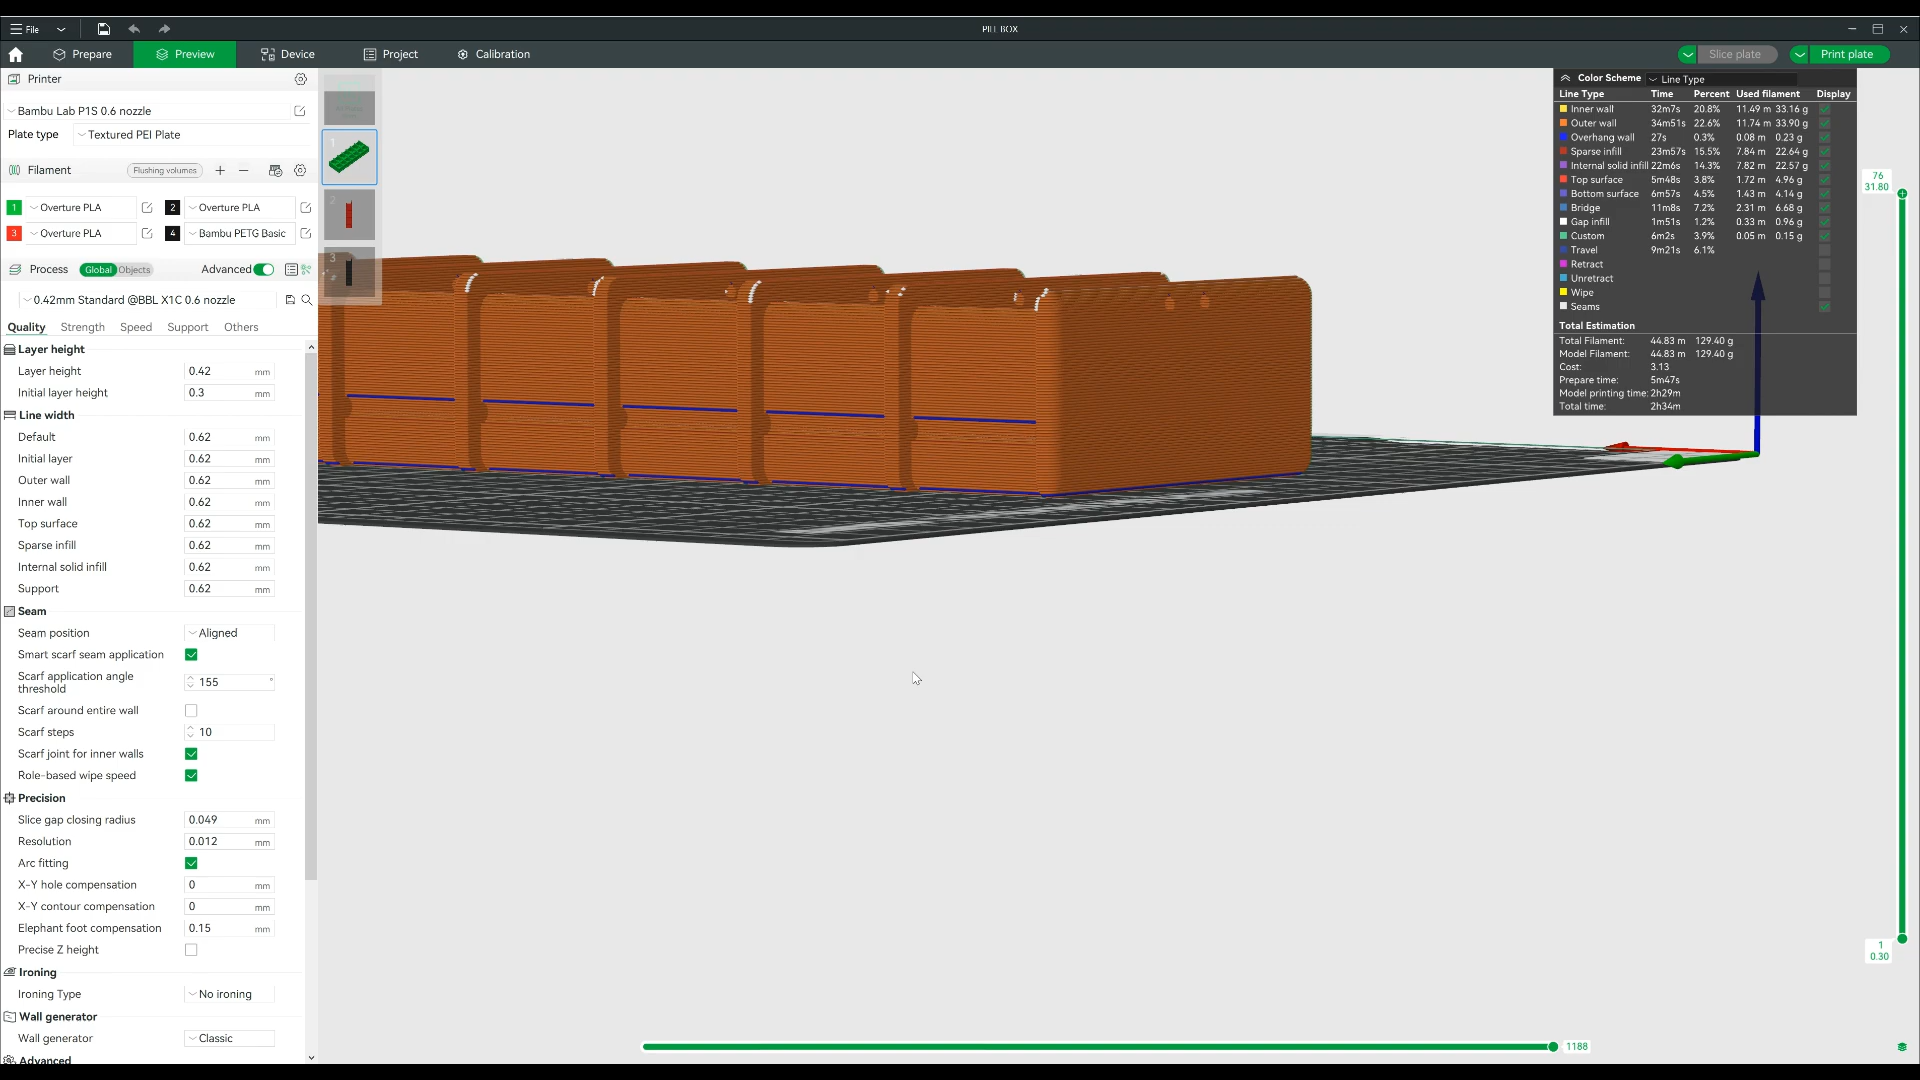 File
PILL BOX
Prepare
Preview
Device
Project
Calibration
Slice plate
Print plate
Printer
Bambu Lab P1S 0.6 nozzle
Plate type
Textured PEI Plate
Filament
Flushing volumes
1
Overture PLA
2
Overture PLA
3
Overture PLA
4
Bambu PETG Basic
Process
Global
Objects
Advanced
0.42mm Standard @BBL X1C 0.6 nozzle
Quality
Strength
Speed
Support
Others
Layer height
Layer height 0.42 mm
Initial layer height 0.3 mm
Line width
Default 0.62 mm
Initial layer 0.62 mm
Outer wall 0.62 mm
Inner wall 0.62 mm
Top surface 0.62 mm
Sparse infill 0.62 mm
Internal solid infill 0.62 mm
Support 0.62 mm
Seam
Seam position Aligned
Smart scarf seam application
Scarf application angle
threshold
155 °
Scarf around entire wall
Scarf steps 10
Scarf joint for inner walls
Role-based wipe speed
Precision
Slice gap closing radius 0.049 mm
Resolution 0.012 mm
Arc fitting
X-Y hole compensation 0 mm
X-Y contour compensation 0 mm
Elephant foot compensation 0.15 mm
Precise Z height
Ironing
Ironing Type No ironing
Wall generator
Wall generator Classic
Advanced
1
2
3
Color Scheme Line Type
Line Type Time Percent Used filament Display
Inner wall 32m7s 20.8% 11.49 m 33.16 g
Outer wall 34m51s 22.6% 11.74 m 33.90 g
Overhang wall 27s 0.3% 0.08 m 0.23 g
Sparse infill 23m57s 15.5% 7.84 m 22.64 g
Internal solid infill 22m6s 14.3% 7.82 m 22.57 g
Top surface 5m48s 3.8% 1.72 m 4.96 g
Bottom surface 6m57s 4.5% 1.43 m 4.14 g
Bridge 11m8s 7.2% 2.31 m 6.68 g
Gap infill 1m51s 1.2% 0.33 m 0.96 g
Custom 6m2s 3.9% 0.05 m 0.15 g
Travel 9m21s 6.1%
Retract
Unretract
Wipe
Seams
Total Estimation
Total Filament: 44.83 m 129.40 g
Model Filament: 44.83 m 129.40 g
Cost: 3.13
Prepare time: 5m47s
Model printing time: 2h29m
Total time: 2h34m
76
31.80
1
0.30
1188